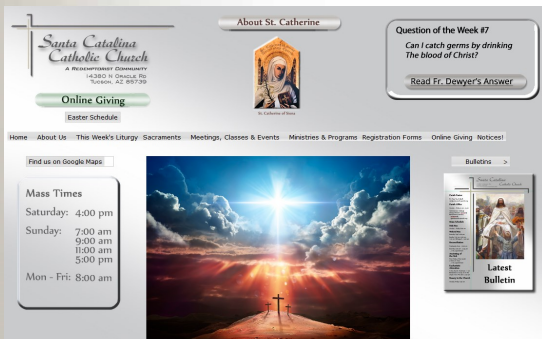 Santa Catalina
Catholic Church
A REDEMPTORIST COMMUNITY
14380 N ORACLE RD
TUCSON, AZ 85739
Online Giving
Easter Schedule
About St. Catherine
St. Catherine of Siena
Question of the Week #7
Can I catch germs by drinking
The blood of Christ?
Read Fr. Dewyer's Answer
Home About Us This Week's Liturgy Sacraments Meetings, Classes & Events Ministries & Programs Registration Forms Online Giving Notices!
Find us on Google Maps
Mass Times
Saturday: 4:00 pm
Sunday: 7:00 am
9:00 am
11:00 am
5:00 pm
Mon - Fri: 8:00 am
Bulletins >
Santa Catalina
Catholic Church
Latest
Bulletin